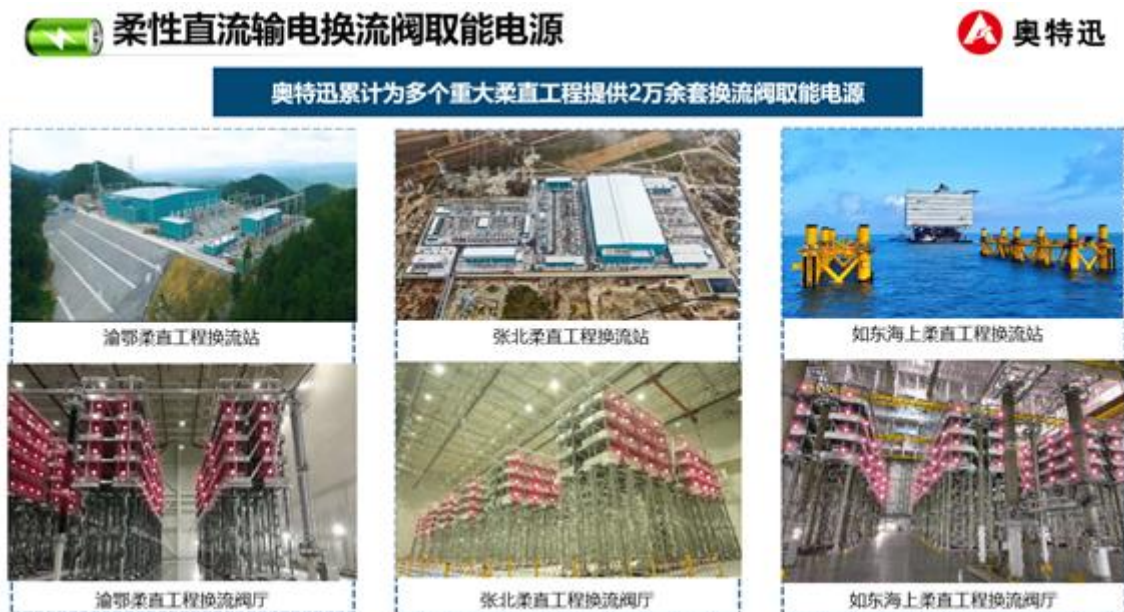 柔性直流输电换流阀取能电源
奥特迅
奥特迅累计为多个重大柔直工程提供2万余套换流阀取能电源
渝鄂柔直工程换流站
张北柔直工程换流站
如东海上柔直工程换流站
渝鄂柔直工程换流阀厅
张北柔直工程换流阀厅
如东海上柔直工程换流阀厅